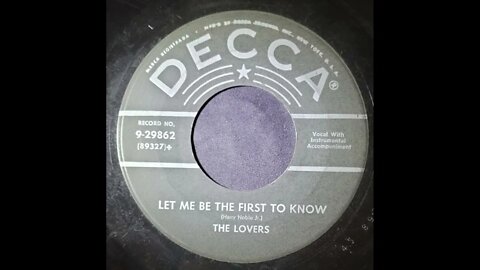 DECCA®
RECORD NO.
9-29862
(89327)+
Vocal With
Instrumental
Accompaniment
LET ME BE THE FIRST TO KNOW
(Harry Noble Jr.)
THE LOVERS